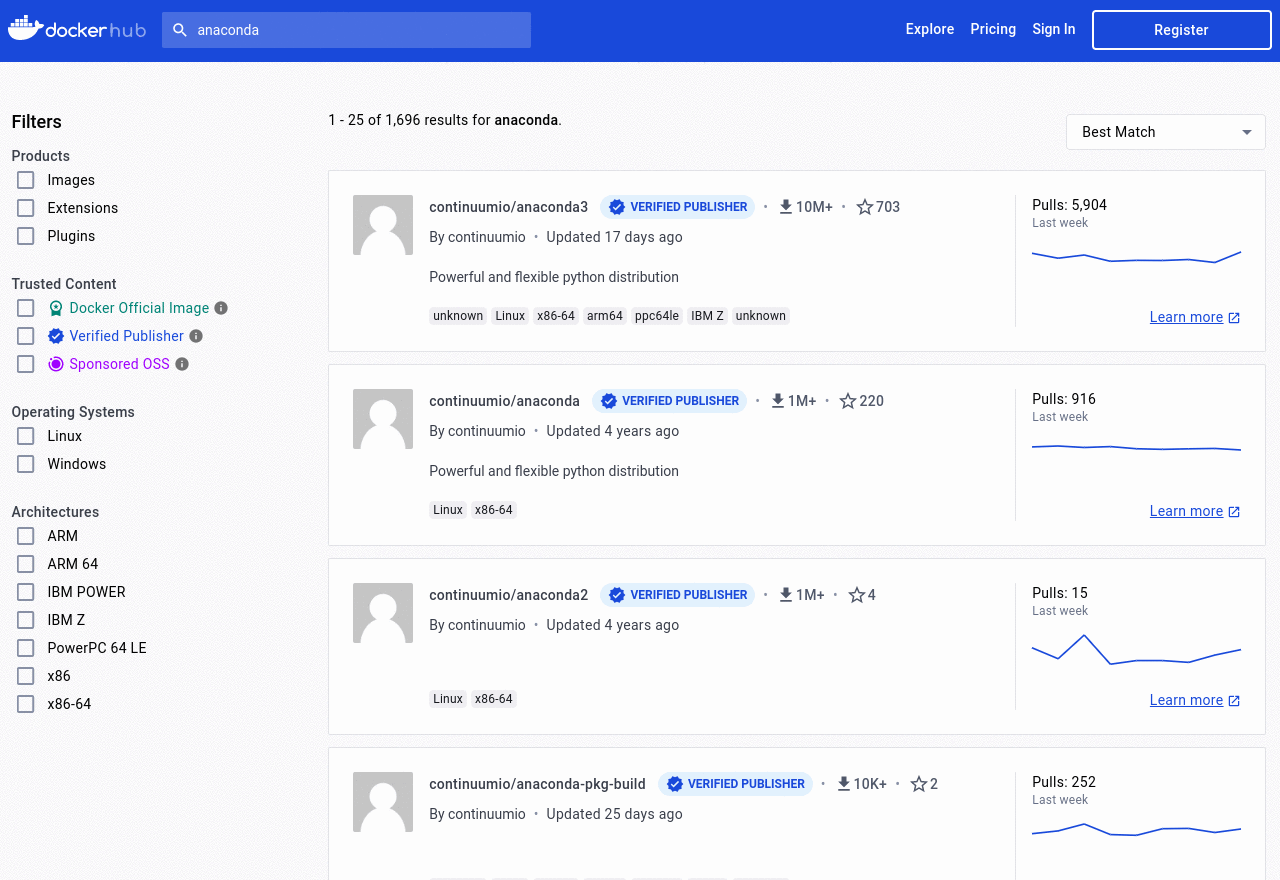 dockerhub
anaconda
Explore Pricing Sign In Register
Filters
Products
Images
Extensions
Plugins
Trusted Content
Docker Official Image
Verified Publisher
Sponsored OSS
Operating Systems
Linux
Windows
Architectures
ARM
ARM 64
IBM POWER
IBM Z
PowerPC 64 LE
x86
x86-64
1 - 25 of 1,696 results for anaconda.
Best Match
continuumio/anaconda3 VERIFIED PUBLISHER • 10M+ • 703
By continuumio • Updated 17 days ago
Powerful and flexible python distribution
unknown Linux x86-64 arm64 ppc64le IBM Z unknown
Pulls: 5,904
Last week
Learn more
continuumio/anaconda VERIFIED PUBLISHER • 1M+ • 220
By continuumio • Updated 4 years ago
Powerful and flexible python distribution
Linux x86-64
Pulls: 916
Last week
Learn more
continuumio/anaconda2 VERIFIED PUBLISHER • 1M+ • 4
By continuumio • Updated 4 years ago
Linux x86-64
Pulls: 15
Last week
Learn more
continuumio/anaconda-pkg-build VERIFIED PUBLISHER • 10K+ • 2
By continuumio • Updated 25 days ago
Pulls: 252
Last week